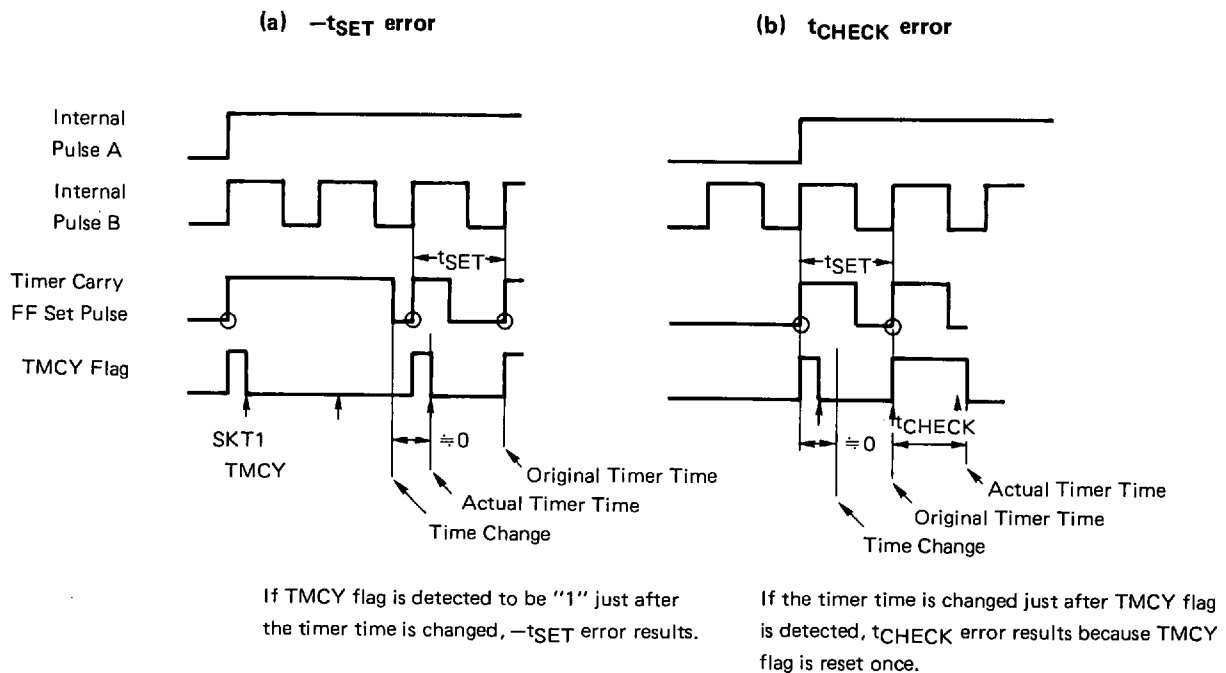 (a) —tSET error
(b) tCHECK error
Internal
Pulse A
Internal
Pulse B
tSET
tSET
Timer Carry
FF Set Pulse
TMCY Flag
SKT1
TMCY
≒0
Original Timer Time
Actual Timer Time
Time Change
≒0
tCHECK
Actual Timer Time
Original Timer Time
Time Change
If TMCY flag is detected to be "1" just after
the timer time is changed, —tSET error results.
If the timer time is changed just after TMCY flag
is detected, tCHECK error results because TMCY
flag is reset once.